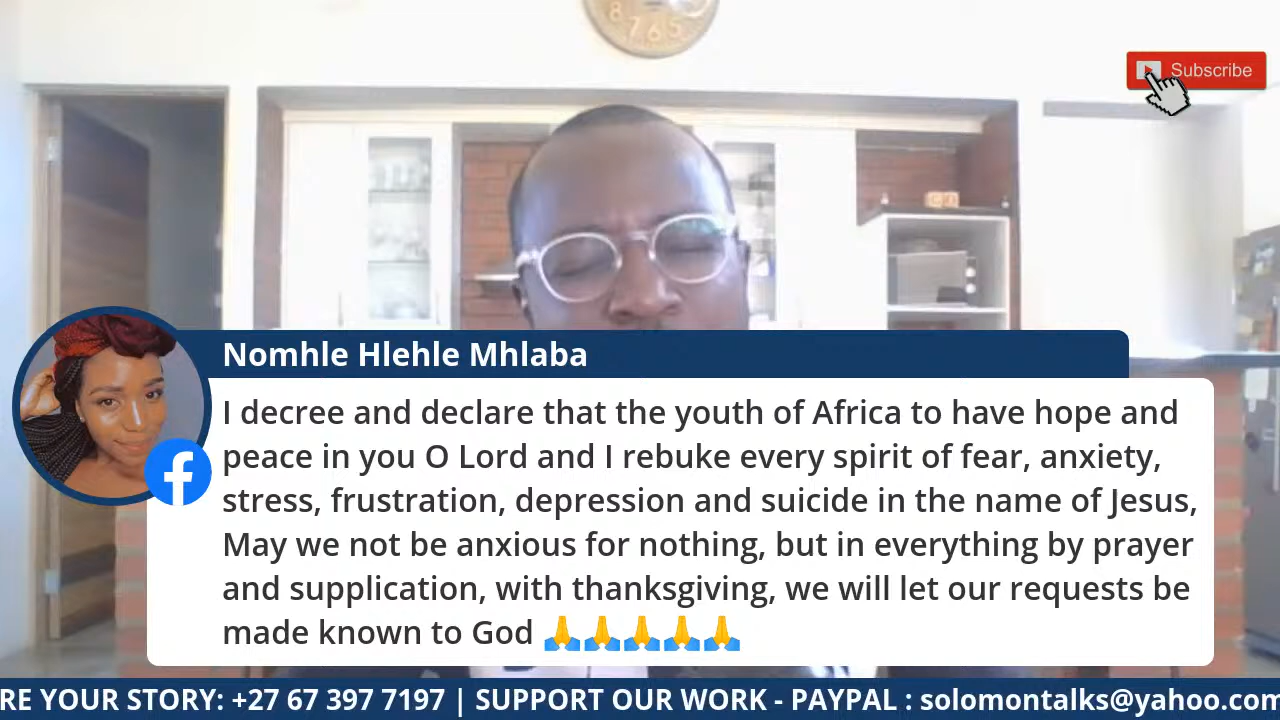 8 7 6 5
Subscribe
Nomhle Hlehle Mhlaba
I decree and declare that the youth of Africa to have hope and
peace in you O Lord and I rebuke every spirit of fear, anxiety,
stress, frustration, depression and suicide in the name of Jesus,
May we not be anxious for nothing, but in everything by prayer
and supplication, with thanksgiving, we will let our requests be
made known to God 🙏🙏🙏🙏🙏
RE YOUR STORY: +27 67 397 7197 | SUPPORT OUR WORK - PAYPAL : solomontalks@yahoo.com